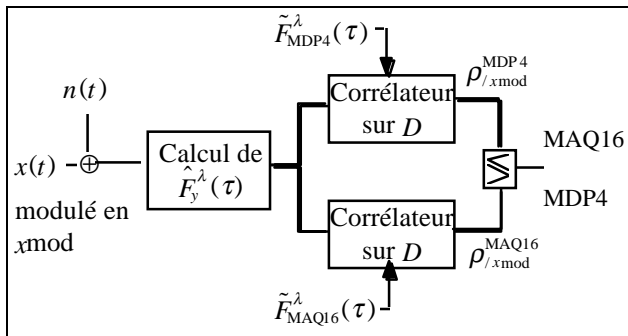 F̃^λ_MDP4(τ)
n(t)
Corrélateur
sur D
ρ^MDP4_/xmod
x(t)
modulé en
xmod
Calcul de
F̂^λ_y(τ)
≶
MAQ16
MDP4
Corrélateur
sur D
ρ^MAQ16_/xmod
F̃^λ_MAQ16(τ)